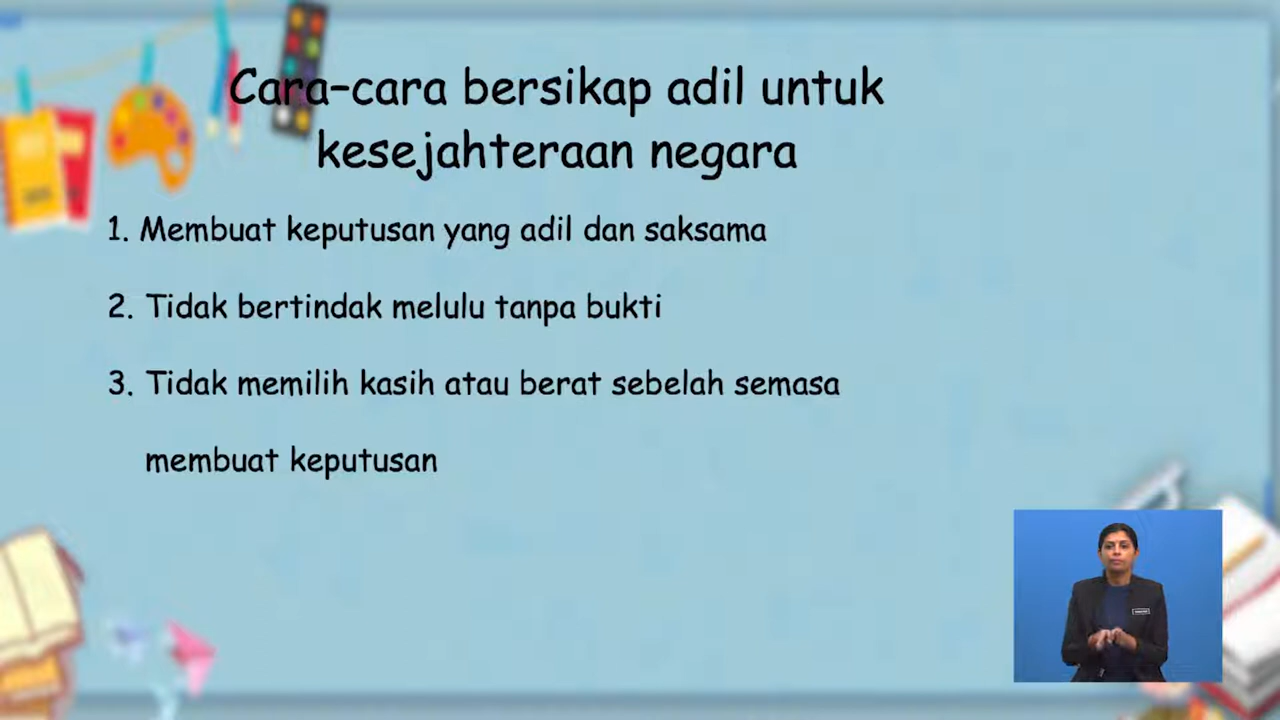 Cara-cara bersikap adil untuk
kesejahteraan negara
1. Membuat keputusan yang adil dan saksama
2. Tidak bertindak melulu tanpa bukti
3. Tidak memilih kasih atau berat sebelah semasa
membuat keputusan